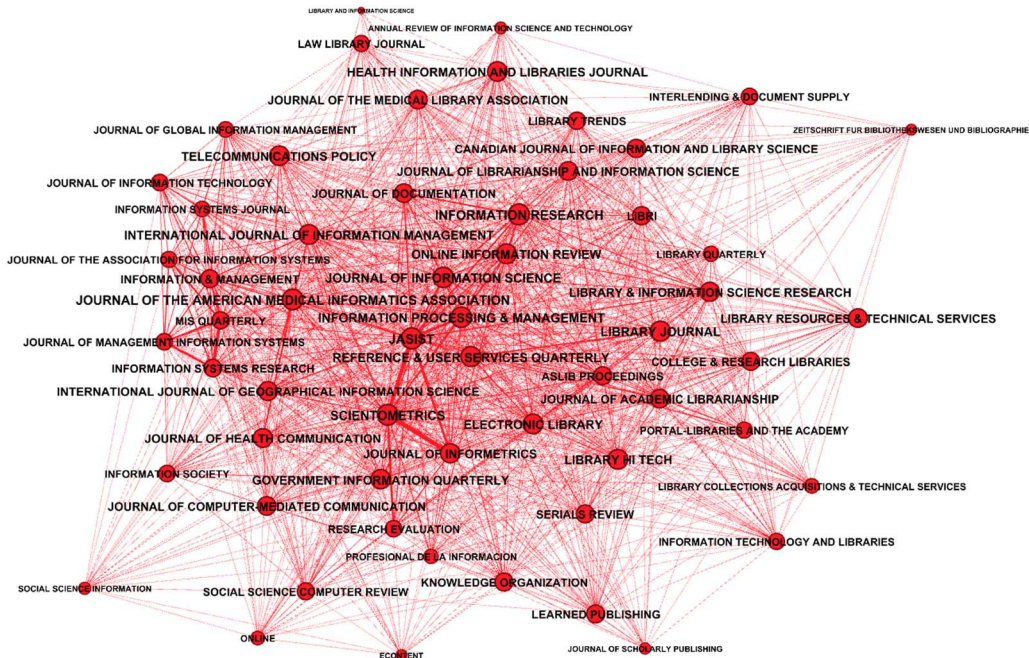 LIBRARY AND INFORMATION SCIENCE
ANNUAL REVIEW OF INFORMATION SCIENCE AND TECHNOLOGY
LAW LIBRARY JOURNAL
HEALTH INFORMATION AND LIBRARIES JOURNAL
JOURNAL OF THE MEDICAL LIBRARY ASSOCIATION
INTERLENDING & DOCUMENT SUPPLY
LIBRARY TRENDS
JOURNAL OF GLOBAL INFORMATION MANAGEMENT
ZEITSCHRIFT FUR BIBLIOTHEKSWESEN UND BIBLIOGRAPHIE
CANADIAN JOURNAL OF INFORMATION AND LIBRARY SCIENCE
TELECOMMUNICATIONS POLICY
JOURNAL OF LIBRARIANSHIP AND INFORMATION SCIENCE
JOURNAL OF INFORMATION TECHNOLOGY
JOURNAL OF DOCUMENTATION
INFORMATION SYSTEMS JOURNAL
INFORMATION RESEARCH
LIBRI
INTERNATIONAL JOURNAL OF INFORMATION MANAGEMENT
ONLINE INFORMATION REVIEW
LIBRARY QUARTERLY
JOURNAL OF THE ASSOCIATION FOR INFORMATION SYSTEMS
INFORMATION & MANAGEMENT
JOURNAL OF INFORMATION SCIENCE
LIBRARY & INFORMATION SCIENCE RESEARCH
JOURNAL OF THE AMERICAN MEDICAL INFORMATICS ASSOCIATION
INFORMATION PROCESSING & MANAGEMENT
LIBRARY RESOURCES & TECHNICAL SERVICES
MIS QUARTERLY
LIBRARY JOURNAL
JASIST
JOURNAL OF MANAGEMENT INFORMATION SYSTEMS
REFERENCE & USER SERVICES QUARTERLY
COLLEGE & RESEARCH LIBRARIES
INFORMATION SYSTEMS RESEARCH
ASLIB PROCEEDINGS
INTERNATIONAL JOURNAL OF GEOGRAPHICAL INFORMATION SCIENCE
JOURNAL OF ACADEMIC LIBRARIANSHIP
SCIENTOMETRICS
ELECTRONIC LIBRARY
PORTAL-LIBRARIES AND THE ACADEMY
JOURNAL OF HEALTH COMMUNICATION
JOURNAL OF INFORMETRICS
LIBRARY HI TECH
INFORMATION SOCIETY
GOVERNMENT INFORMATION QUARTERLY
LIBRARY COLLECTIONS ACQUISITIONS & TECHNICAL SERVICES
JOURNAL OF COMPUTER-MEDIATED COMMUNICATION
SERIALS REVIEW
RESEARCH EVALUATION
INFORMATION TECHNOLOGY AND LIBRARIES
PROFESIONAL DE LA INFORMACION
KNOWLEDGE ORGANIZATION
SOCIAL SCIENCE INFORMATION
SOCIAL SCIENCE COMPUTER REVIEW
LEARNED PUBLISHING
ONLINE
JOURNAL OF SCHOLARLY PUBLISHING
ECONTENT